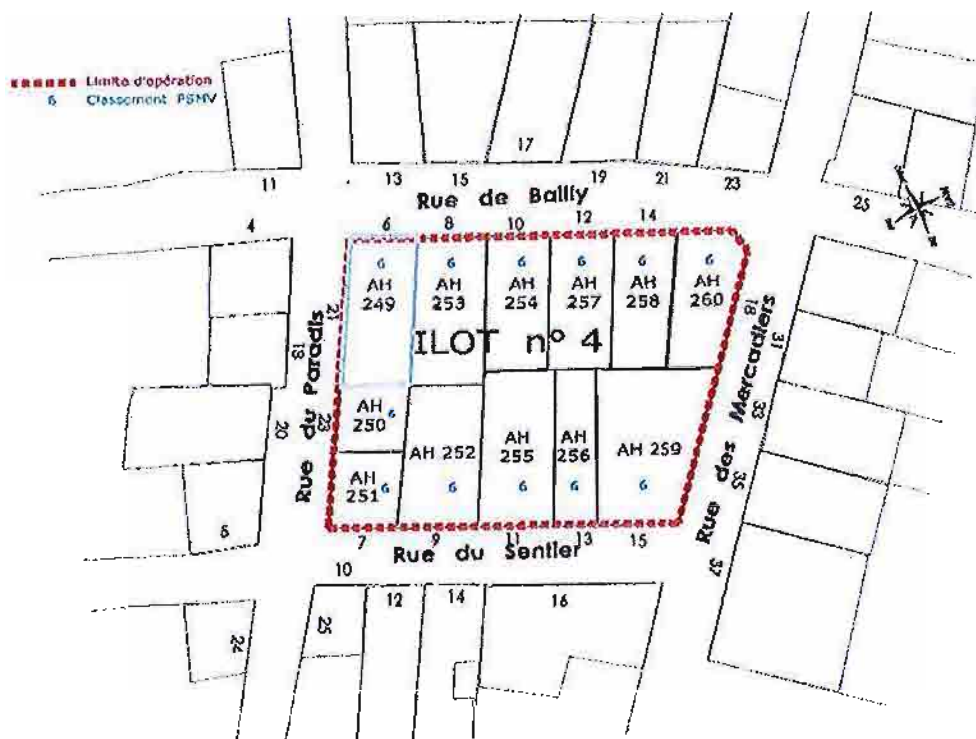 Limite d'opération
6 Classement PSMV
17
11 13 15 19 21 23
Rue de Bailly
25
4 6 8 10 12 14
6 6 6 6 6 6
AH 249
AH 253
AH 254
AH 257
AH 258
AH 260
21
18
19
31
ILOT n° 4
Rue du Paradis
Rue des Mercadiers
AH 250 6
23
33
20
AH 251 6
AH 252
AH 255
AH 256
AH 259
6 6 6 6
35
8
7 9 11 13 15
Rue du Sentier
37
10
12 14 16
24
25